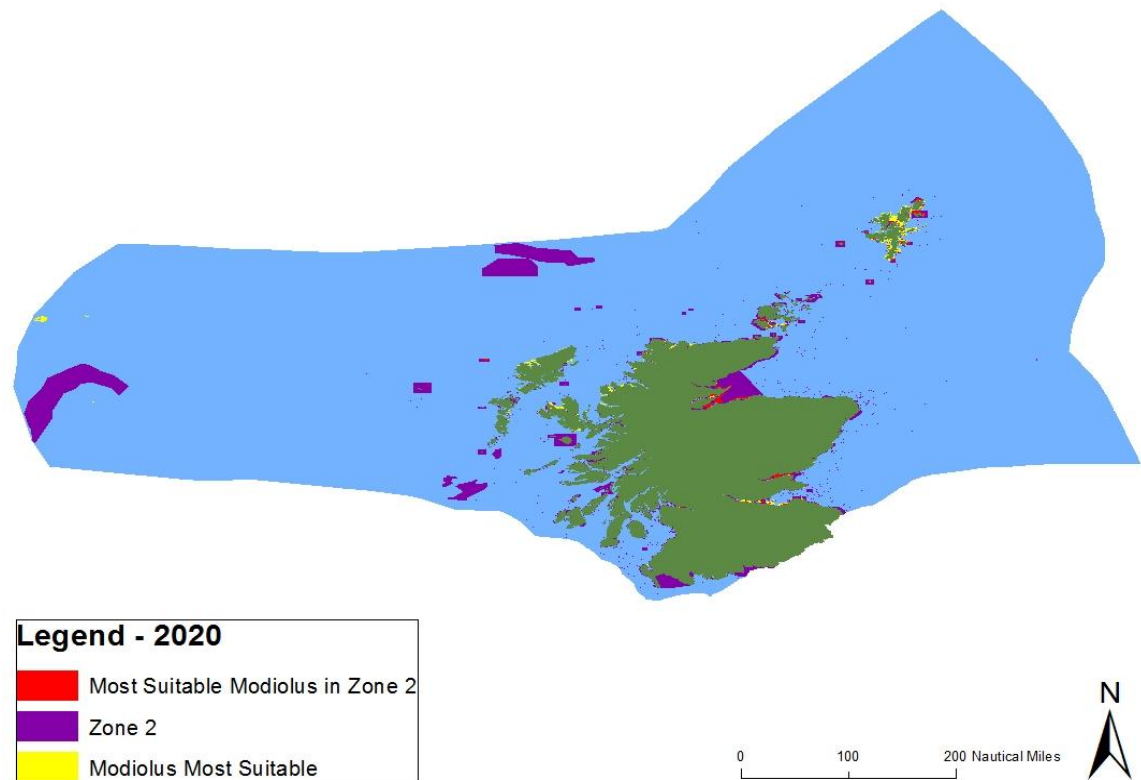 Legend - 2020
Most Suitable Modiolus in Zone 2
Zone 2
Modiolus Most Suitable
N
0 100 200 Nautical Miles